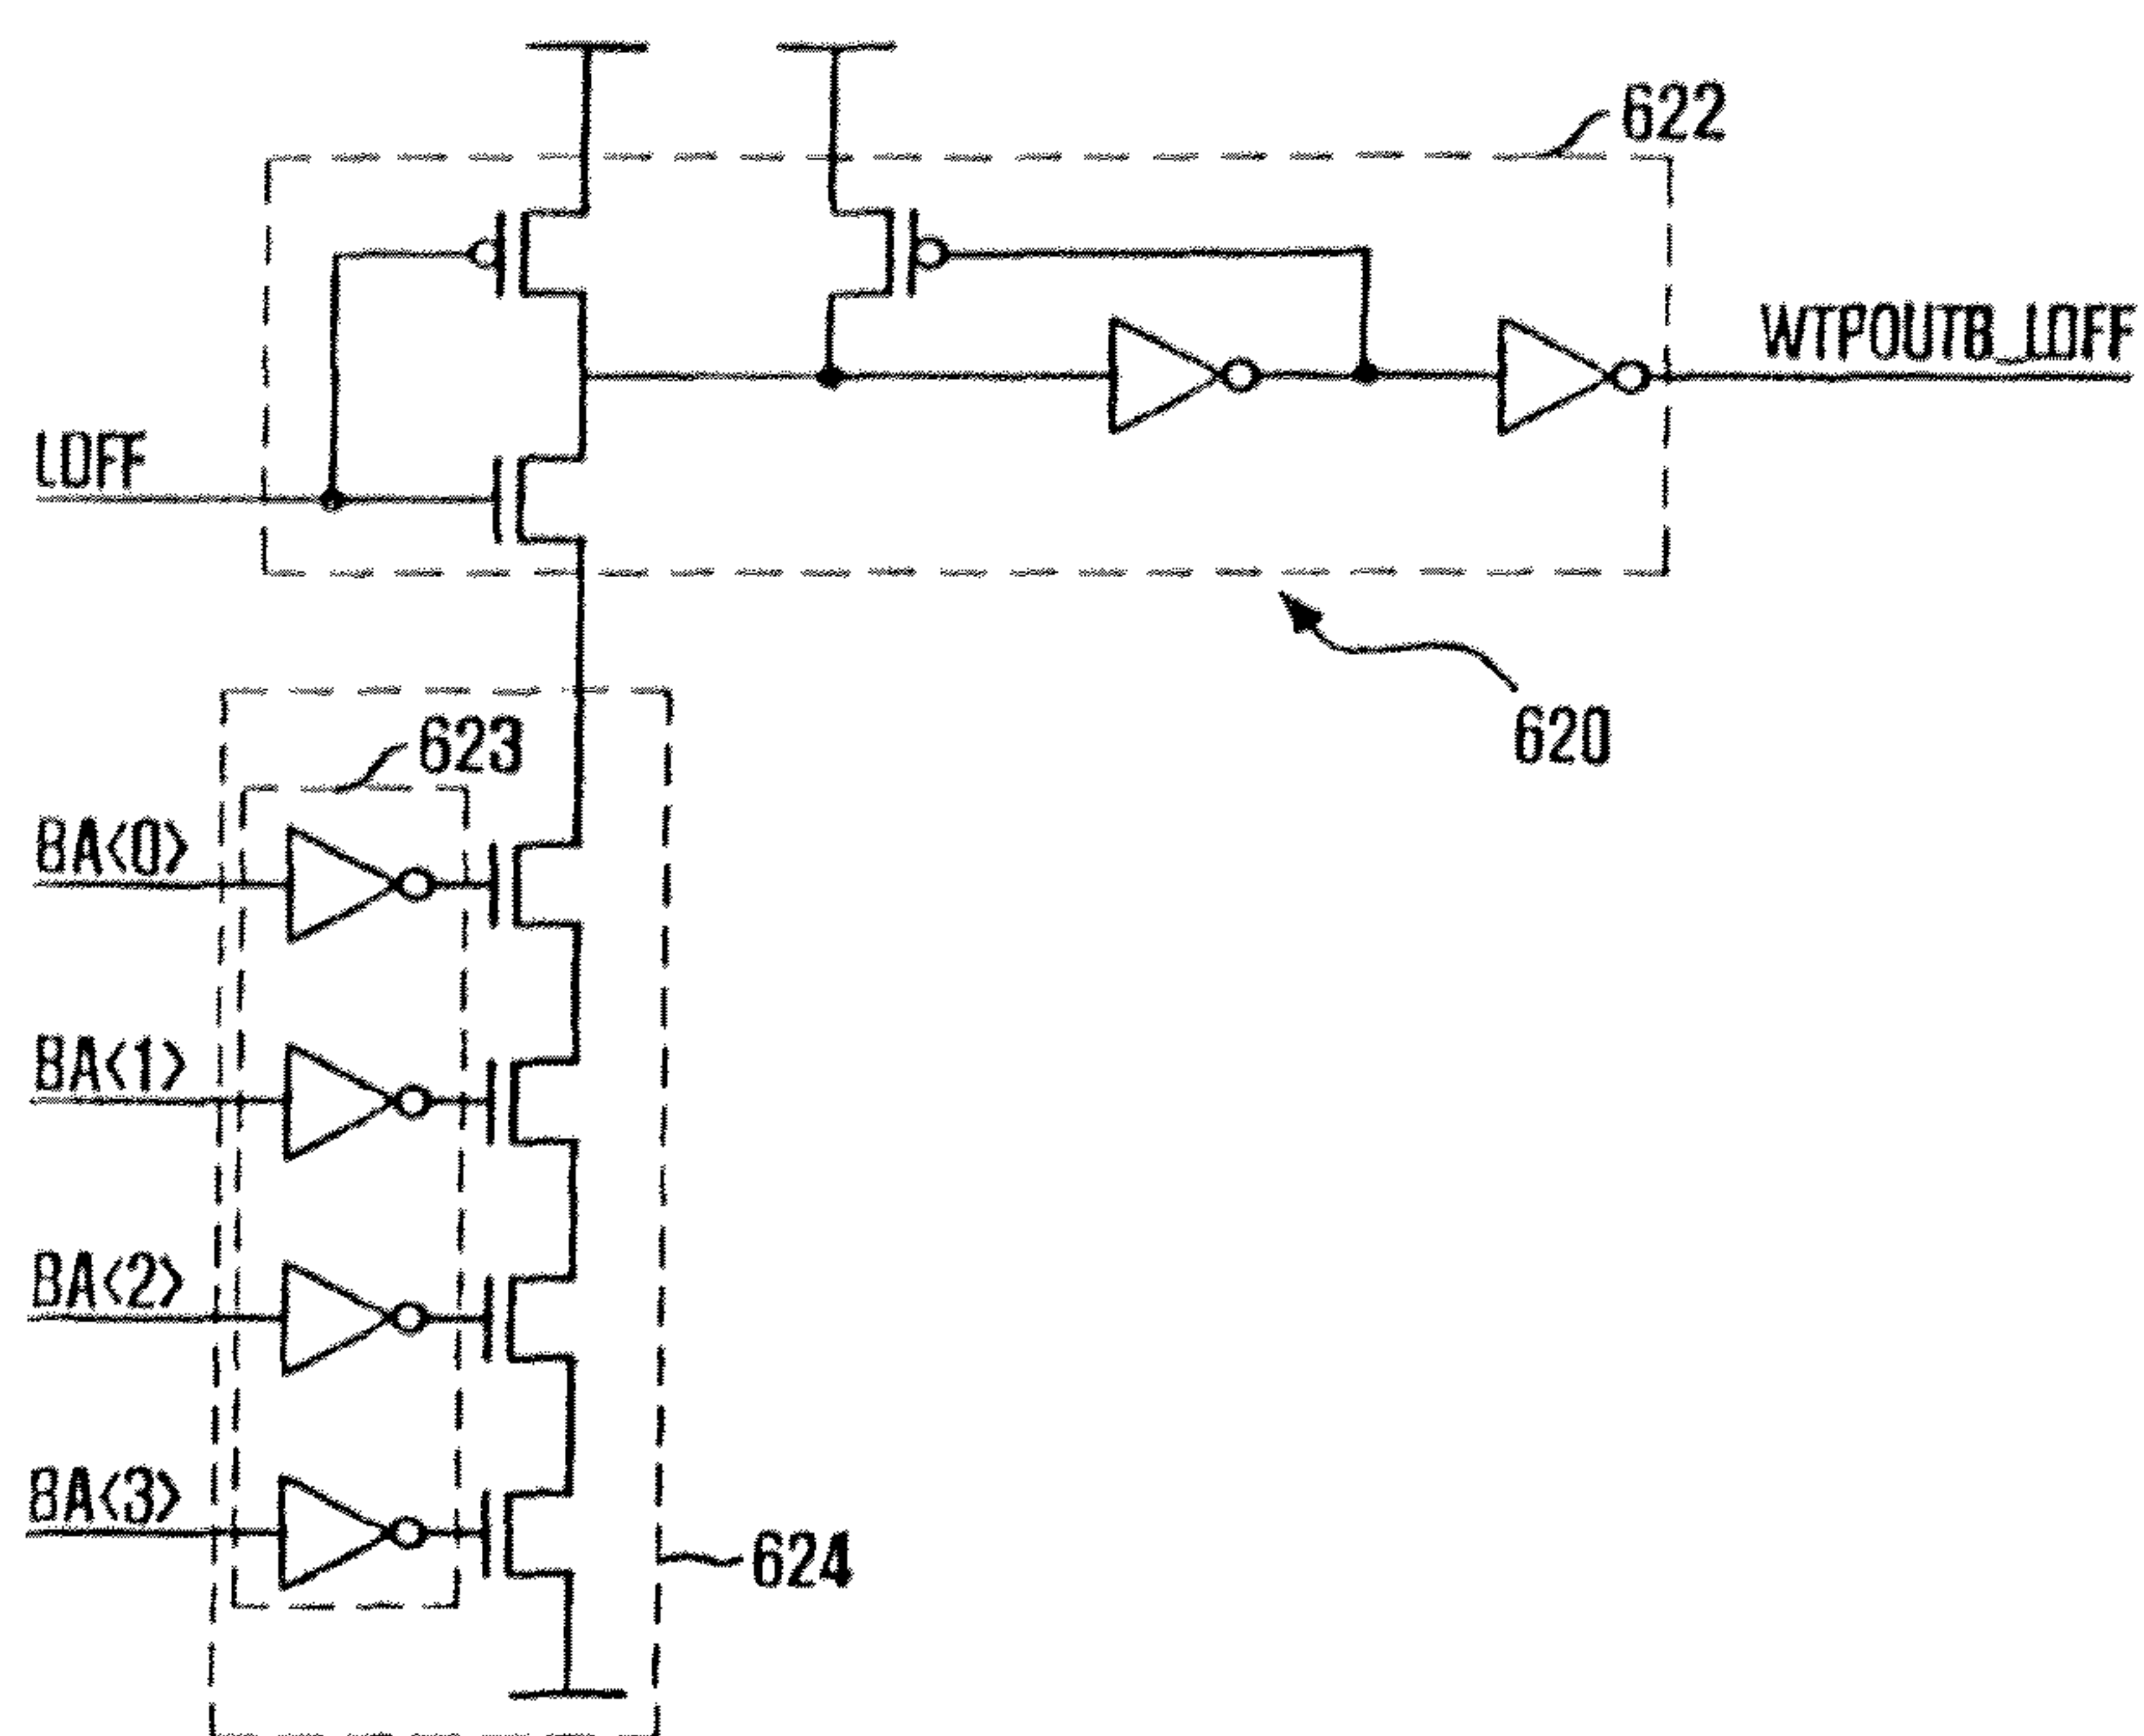 622
WTPOUTB_LOFF
LOFF
620
623
BA<0>
BA<1>
BA<2>
BA<3>
624